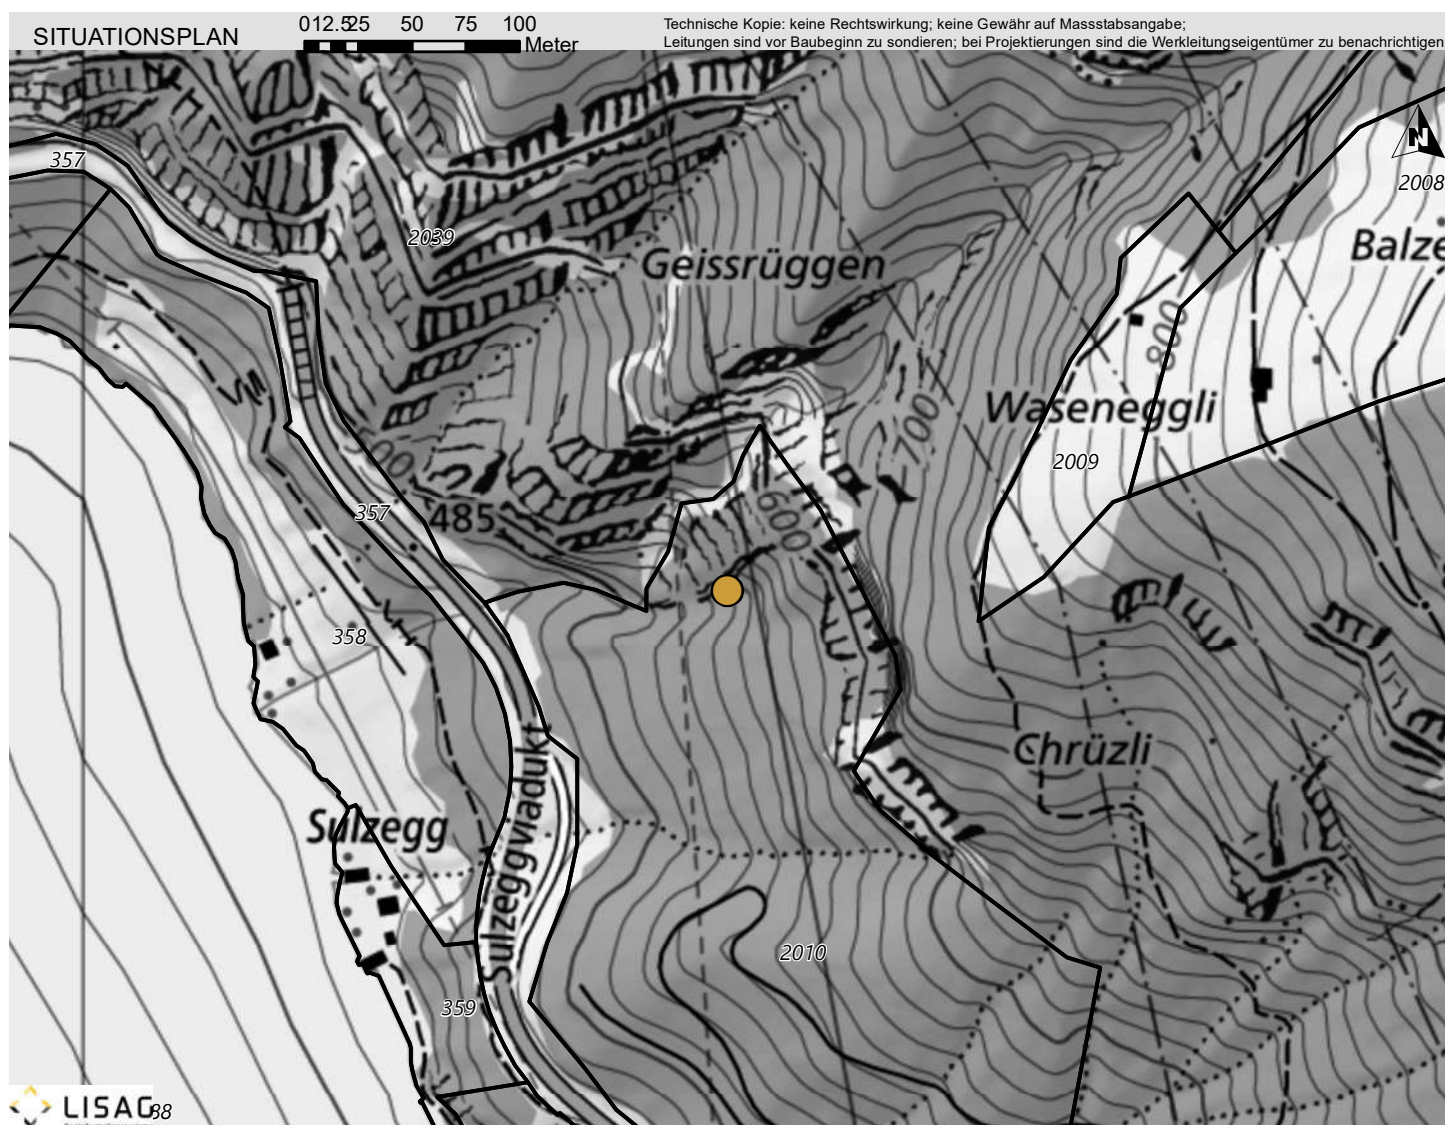 SITUATIONSPLAN
0 12.5 25 50 75 100
Meter
Technische Kopie: keine Rechtswirkung; keine Gewähr auf Massstabsangabe;
Leitungen sind vor Baubeginn zu sondieren; bei Projektierungen sind die Werkleitungseigentümer zu benachrichtigen
N
357
2008
2039
Geissrüggen
Balze
800
700
Waseneggli
500
2009
357
485
600
358
Chrüzli
Sulzegg
Sulzeggviadukt
2010
359
LISAG
88